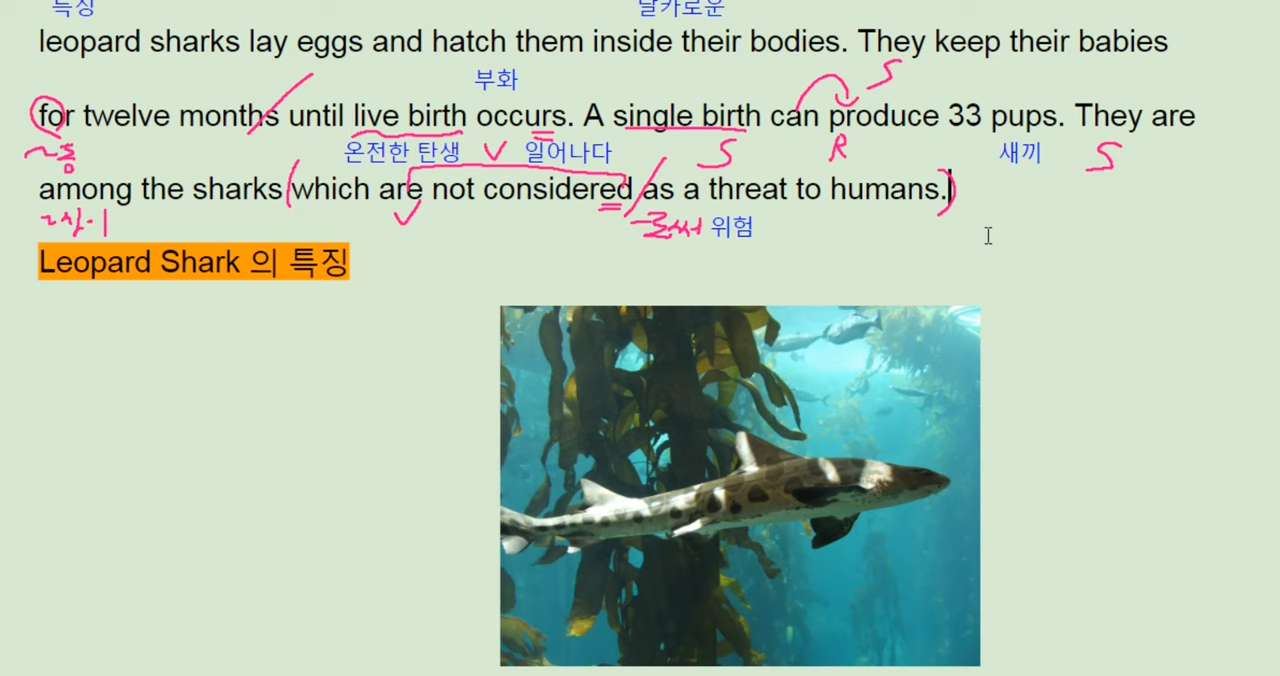 특징 날카로운
leopard sharks lay eggs and hatch them inside their bodies. They keep their babies
부화 S
for twelve months until live birth occurs. A single birth can produce 33 pups. They are
~동 온전한 탄생 V 일어나다 S R 새끼 S
among the sharks which are not considered as a threat to humans.)
~로써 위험
Leopard Shark 의 특징